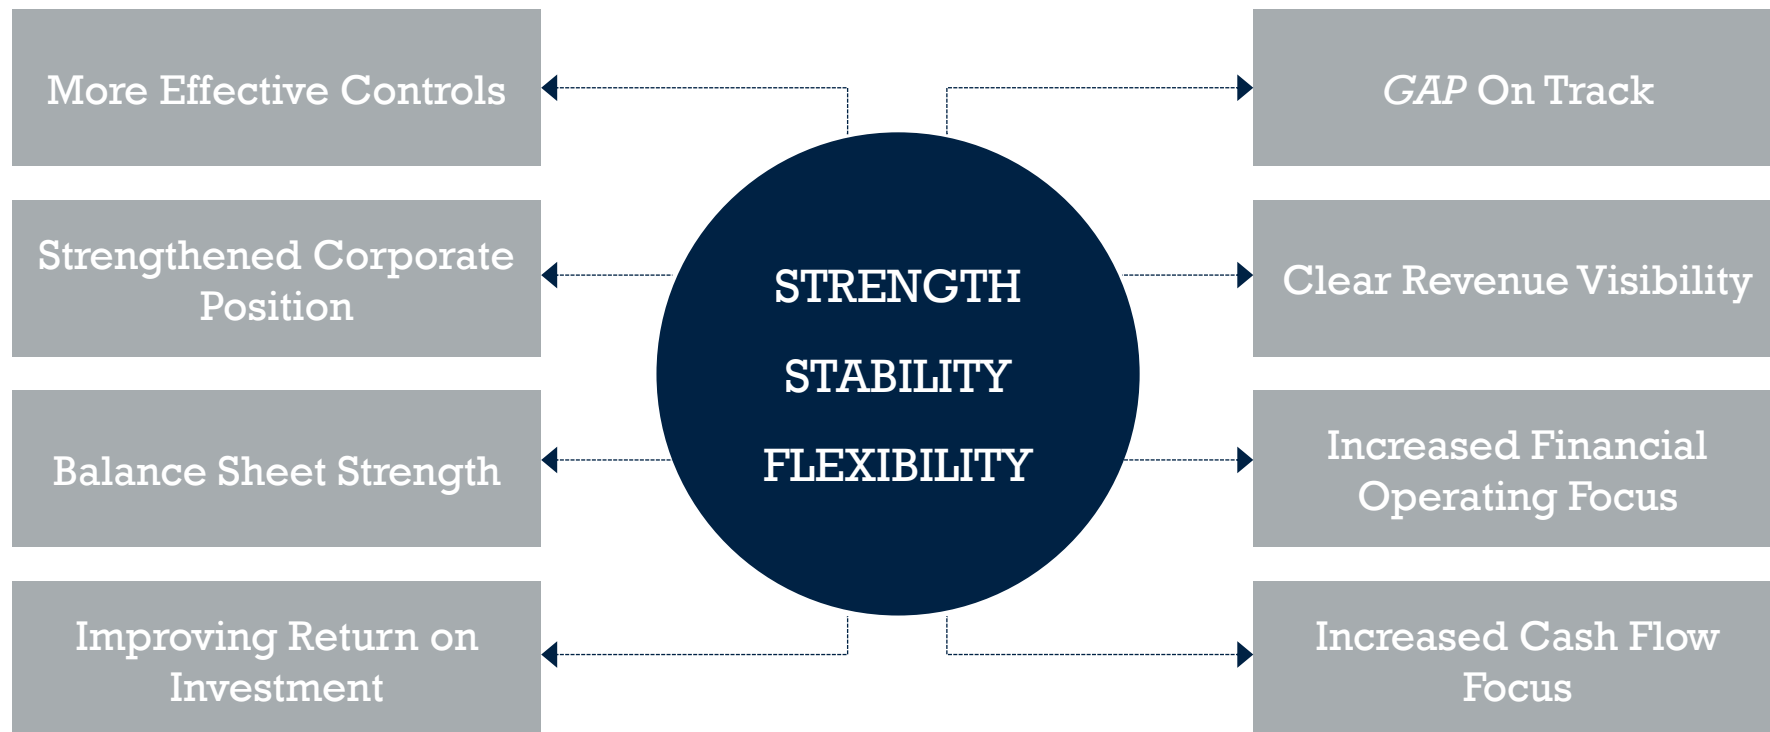 More Effective Controls
Strengthened Corporate
Position
Balance Sheet Strength
Improving Return on
Investment
STRENGTH
STABILITY
FLEXIBILITY
GAP On Track
Clear Revenue Visibility
Increased Financial
Operating Focus
Increased Cash Flow
Focus